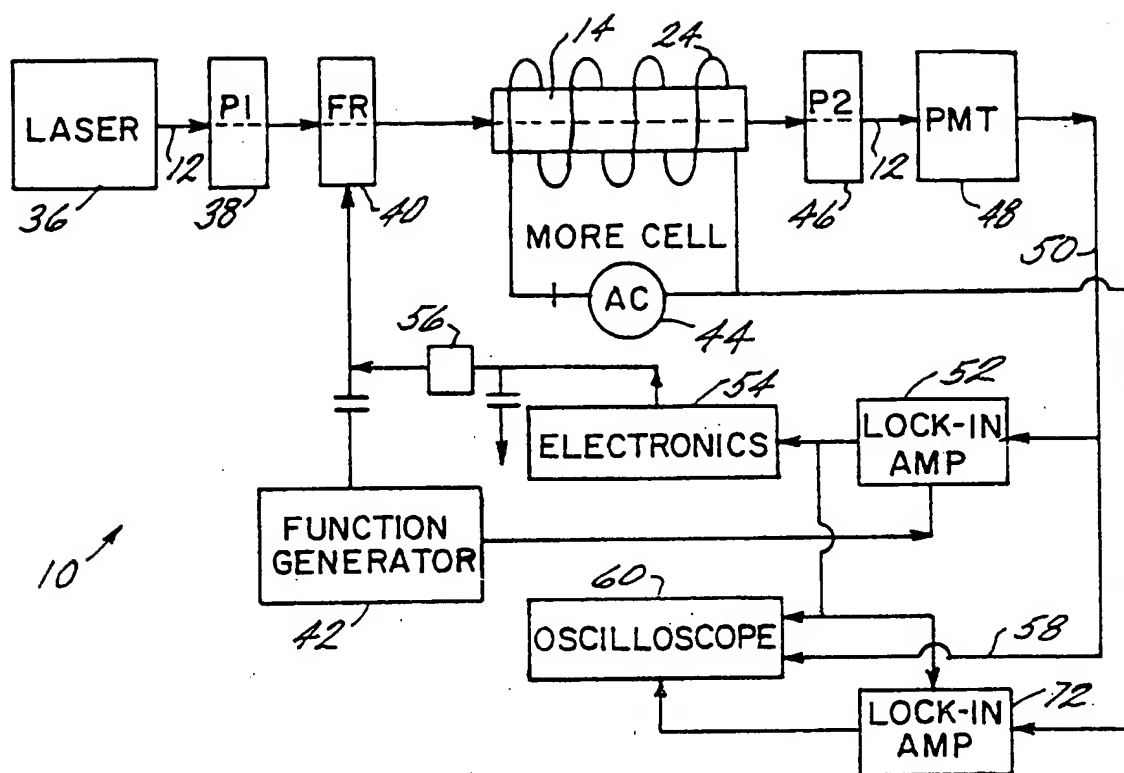 14
24
LASER
P1
FR
P2
PMT
12
12
36
38
40
46
48
MORE CELL
50
AC
44
56
54
52
ELECTRONICS
LOCK-IN
AMP
FUNCTION
GENERATOR
10
42
60
OSCILLOSCOPE
58
72
LOCK-IN
AMP